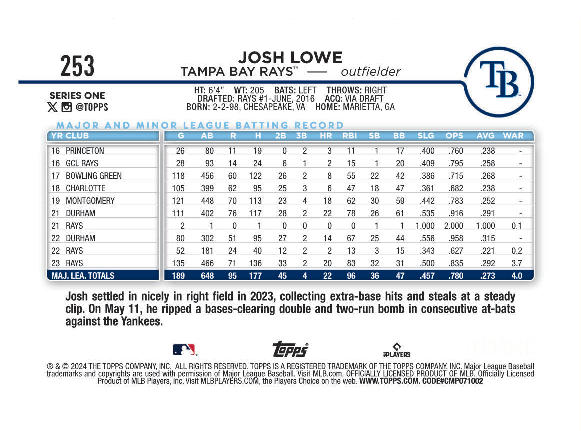 253
JOSH LOWE
TAMPA BAY RAYS™ — outfielder
SERIES ONE
@TOPPS
HT: 6'4" WT: 205 BATS: LEFT THROWS: RIGHT
DRAFTED: RAYS #1-JUNE, 2016 ACQ: VIA DRAFT
BORN: 2-2-98, CHESAPEAKE, VA HOME: MARIETTA, GA
TB
MAJOR AND MINOR LEAGUE BATTING RECORD
YR CLUB G AB R H 2B 3B HR RBI SB BB SLG OPS AVG WAR
16 PRINCETON 26 80 11 19 0 2 3 11 1 17 .400 .760 .238 -
16 GCL RAYS 28 93 14 24 6 1 2 15 1 20 .409 .795 .258 -
17 BOWLING GREEN 118 456 60 122 26 2 8 55 22 42 .386 .715 .268 -
18 CHARLOTTE 105 399 62 95 25 3 6 47 18 47 .361 .682 .238 -
19 MONTGOMERY 121 448 70 113 23 4 18 62 30 59 .442 .783 .252 -
21 DURHAM 111 402 76 117 28 2 22 78 26 61 .535 .916 .291 -
21 RAYS 2 1 0 1 0 0 0 0 1 1 1.000 2.000 1.000 0.1
22 DURHAM 80 302 51 95 27 2 14 67 25 44 .556 .958 .315 -
22 RAYS 52 181 24 40 12 2 2 13 3 15 .343 .627 .221 0.2
23 RAYS 135 466 71 136 33 2 20 83 32 31 .500 .835 .292 3.7
MAJ. LEA. TOTALS 189 648 95 177 45 4 22 96 36 47 .457 .780 .273 4.0
Josh settled in nicely in right field in 2023, collecting extra-base hits and steals at a steady
clip. On May 11, he ripped a bases-clearing double and two-run bomb in consecutive at-bats
against the Yankees.
Topps
PLAYERS
® & © 2024 THE TOPPS COMPANY, INC. ALL RIGHTS RESERVED. TOPPS IS A REGISTERED TRADEMARK OF THE TOPPS COMPANY, INC. Major League Baseball
trademarks and copyrights are used with permission of Major League Baseball. Visit MLB.com. OFFICIALLY LICENSED PRODUCT OF MLB. Officially Licensed
Product of MLB Players, Inc. Visit MLBPLAYERS.COM, the Players Choice on the web. WWW.TOPPS.COM. CODE#CMP071002